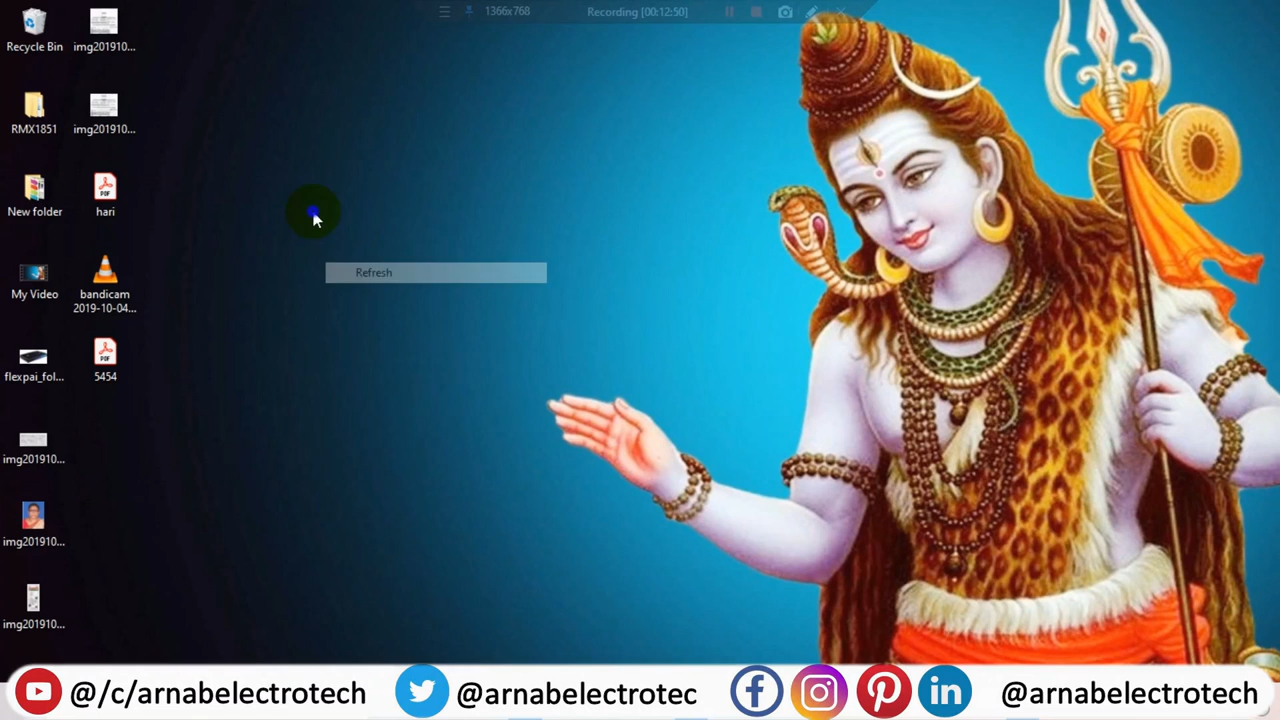 1366x768
Recording [00:12:50]
Recycle Bin
img201910...
RMX1851
img201910...
New folder
hari
My Video
bandicam
2019-10-04...
flexpai_fol...
5454
img201910...
img201910...
img201910...
Refresh
PDF
PDF
@/c/arnabelectrotech
@arnabelectrotec
@arnabelectrotech